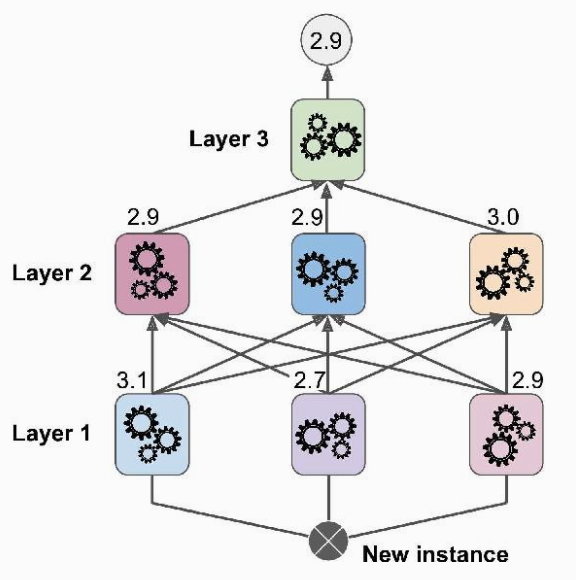 2.9
Layer 3
2.9 2.9 3.0
Layer 2
3.1 2.7 2.9
Layer 1
New instance